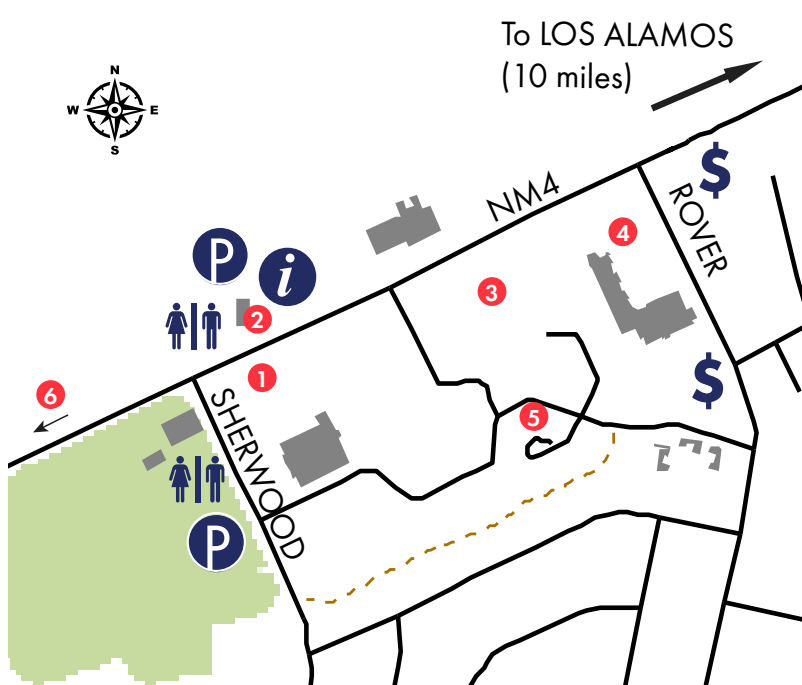 To LOS ALAMOS
(10 miles)
N
W E
S
NM4
$
ROVER
P
i
4
3
2
1
6
$
SHERWOOD
5
P